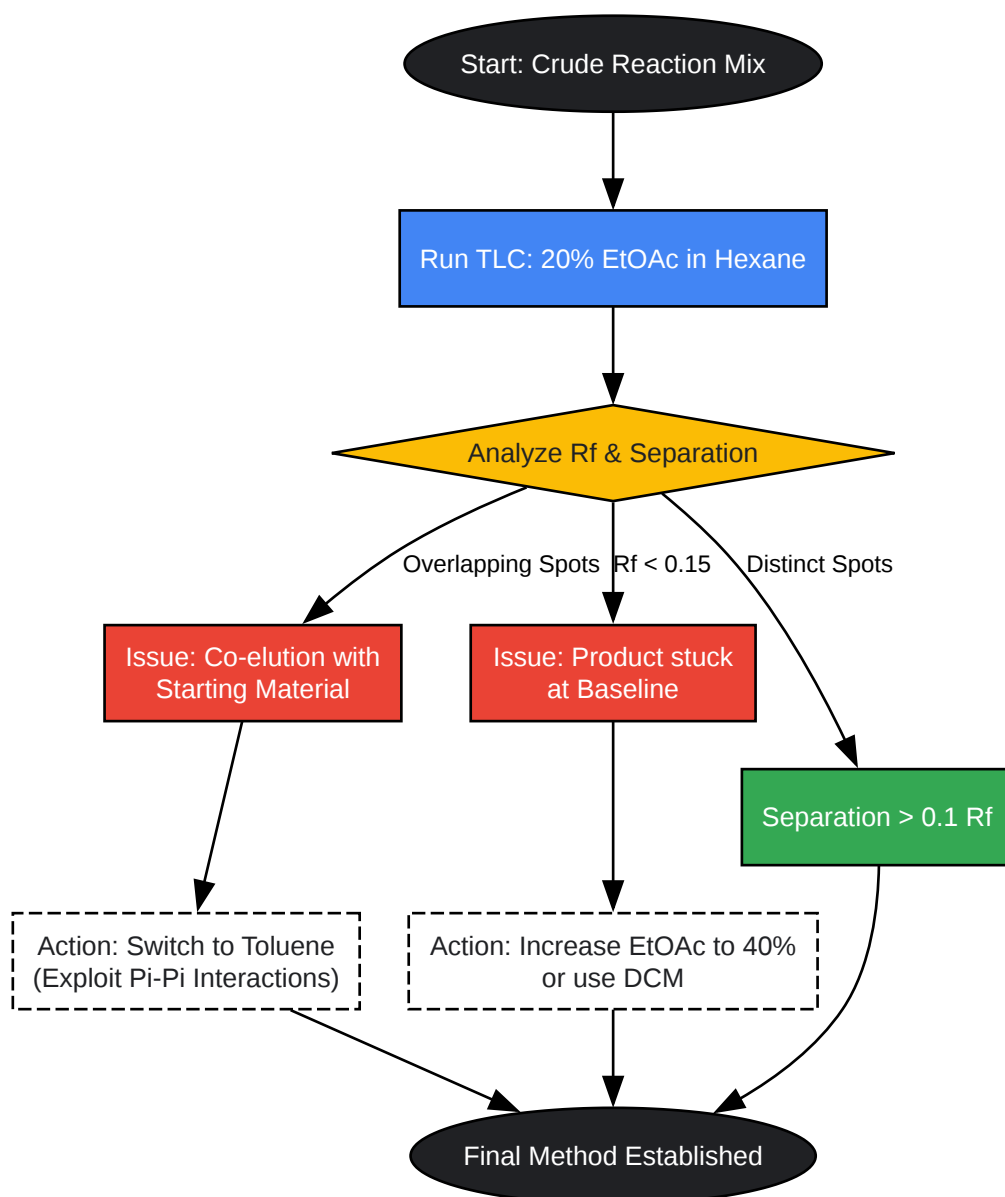 Start: Crude Reaction Mix
Run TLC: 20% EtOAc in Hexane
Analyze Rf & Separation
Overlapping Spots
Rf < 0.15
Distinct Spots
Issue: Co-elution with
Starting Material
Issue: Product stuck
at Baseline
Separation > 0.1 Rf
Action: Switch to Toluene
(Exploit Pi-Pi Interactions)
Action: Increase EtOAc to 40%
or use DCM
Final Method Established